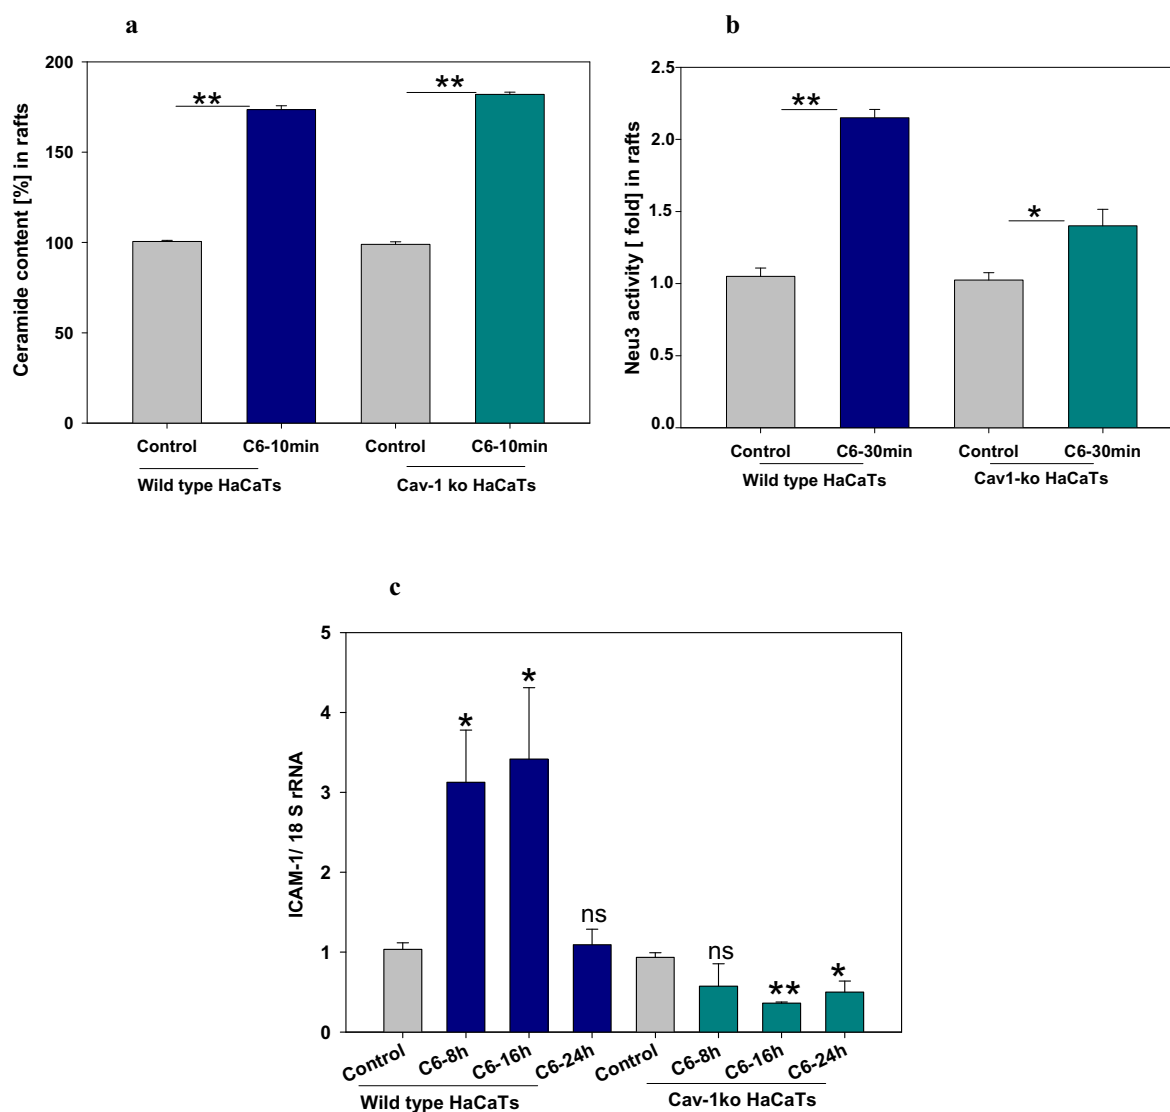 a
200
150
100
50
0
Ceramide content [%] in rafts
**
**
Control C6-10min Control C6-10min
Wild type HaCaTs Cav-1 ko HaCaTs
b
2.5
2.0
1.5
1.0
0.5
0.0
Neu3 activity [ fold] in rafts
**
*
Control C6-30min Control C6-30min
Wild type HaCaTs Cav1-ko HaCaTs
c
5
4
3
2
1
0
ICAM-1/ 18 S rRNA
*
*
ns
ns
**
*
Control C6-8h C6-16h C6-24h Control C6-8h C6-16h C6-24h
Wild type HaCaTs Cav-1ko HaCaTs